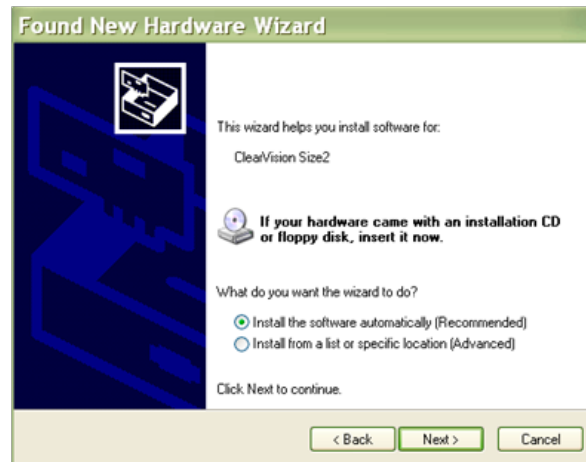 Found New Hardware Wizard
This wizard helps you install software for:
ClearVision Size2
If your hardware came with an installation CD
or floppy disk, insert it now.
What do you want the wizard to do?
Install the software automatically (Recommended)
Install from a list or specific location (Advanced)
Click Next to continue.
< Back
Next >
Cancel